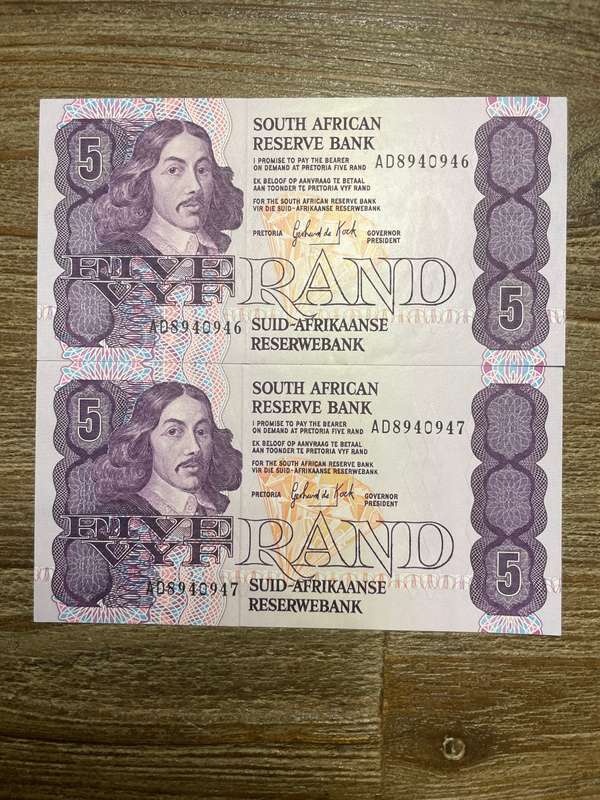 5
SOUTH AFRICAN
RESERVE BANK
I PROMISE TO PAY THE BEARER
ON DEMAND AT PRETORIA FIVE RAND
AD8940946
EK BELOOF OP AANVRAAG TE BETAAL
AAN TOONDER TE PRETORIA VYF RAND
FOR THE SOUTH AFRICAN RESERVE BANK
VIR DIE SUID-AFRIKAANSE RESERWEBANK
PRETORIA Gerhard de Kock GOVERNOR
PRESIDENT
FIVE
VYF
RAND
5
AD8940946
SUID-AFRIKAANSE
RESERWEBANK
5
SOUTH AFRICAN
RESERVE BANK
I PROMISE TO PAY THE BEARER
ON DEMAND AT PRETORIA FIVE RAND
AD8940947
EK BELOOF OP AANVRAAG TE BETAAL
AAN TOONDER TE PRETORIA VYF RAND
FOR THE SOUTH AFRICAN RESERVE BANK
VIR DIE SUID-AFRIKAANSE RESERWEBANK
PRETORIA Gerhard de Kock GOVERNOR
PRESIDENT
FIVE
VYF
RAND
5
AD8940947
SUID-AFRIKAANSE
RESERWEBANK